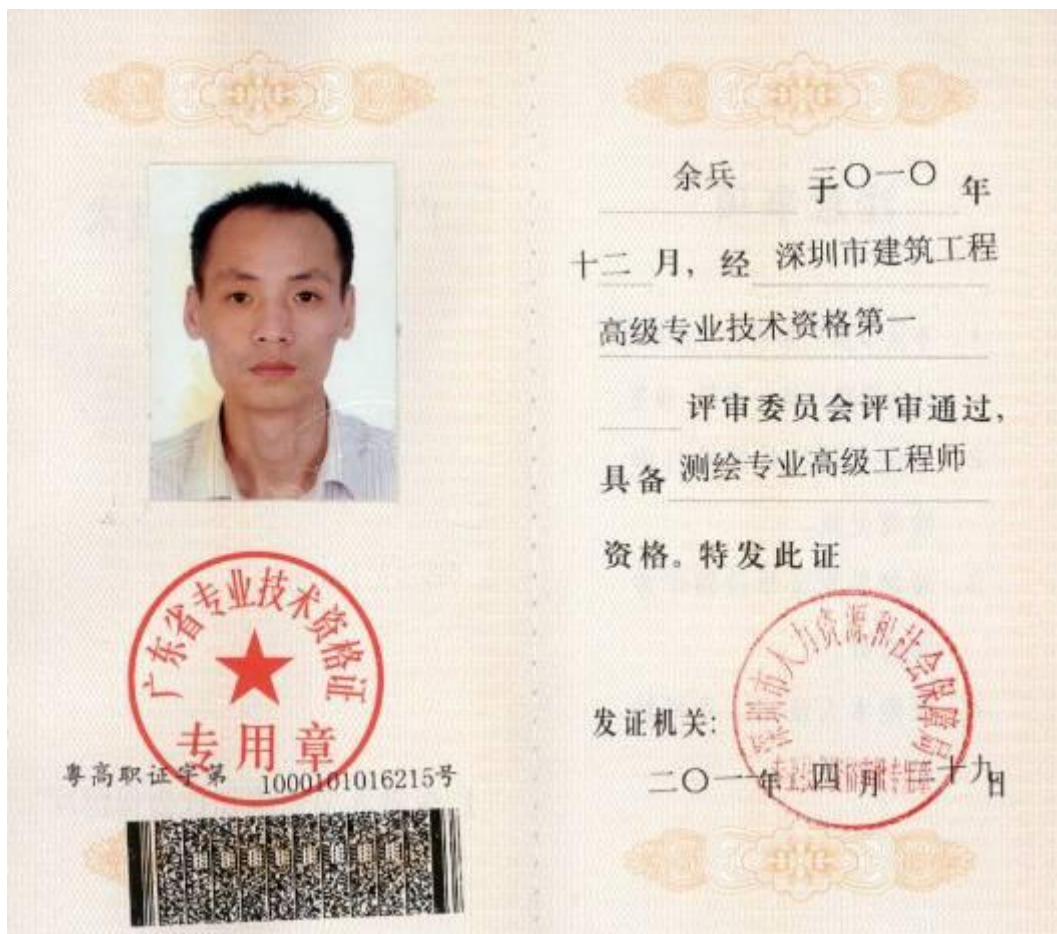 广东省专业技术资格证
专用章
粤高职证字第 1000101016215号
余兵 于二〇一〇年
十二月，经 深圳市建筑工程
高级专业技术资格第一
评审委员会评审通过，
具备 测绘专业高级工程师
资格。特发此证
深圳市人力资源和社会保障局
发证机关：
二〇一一年 四月 二十九日